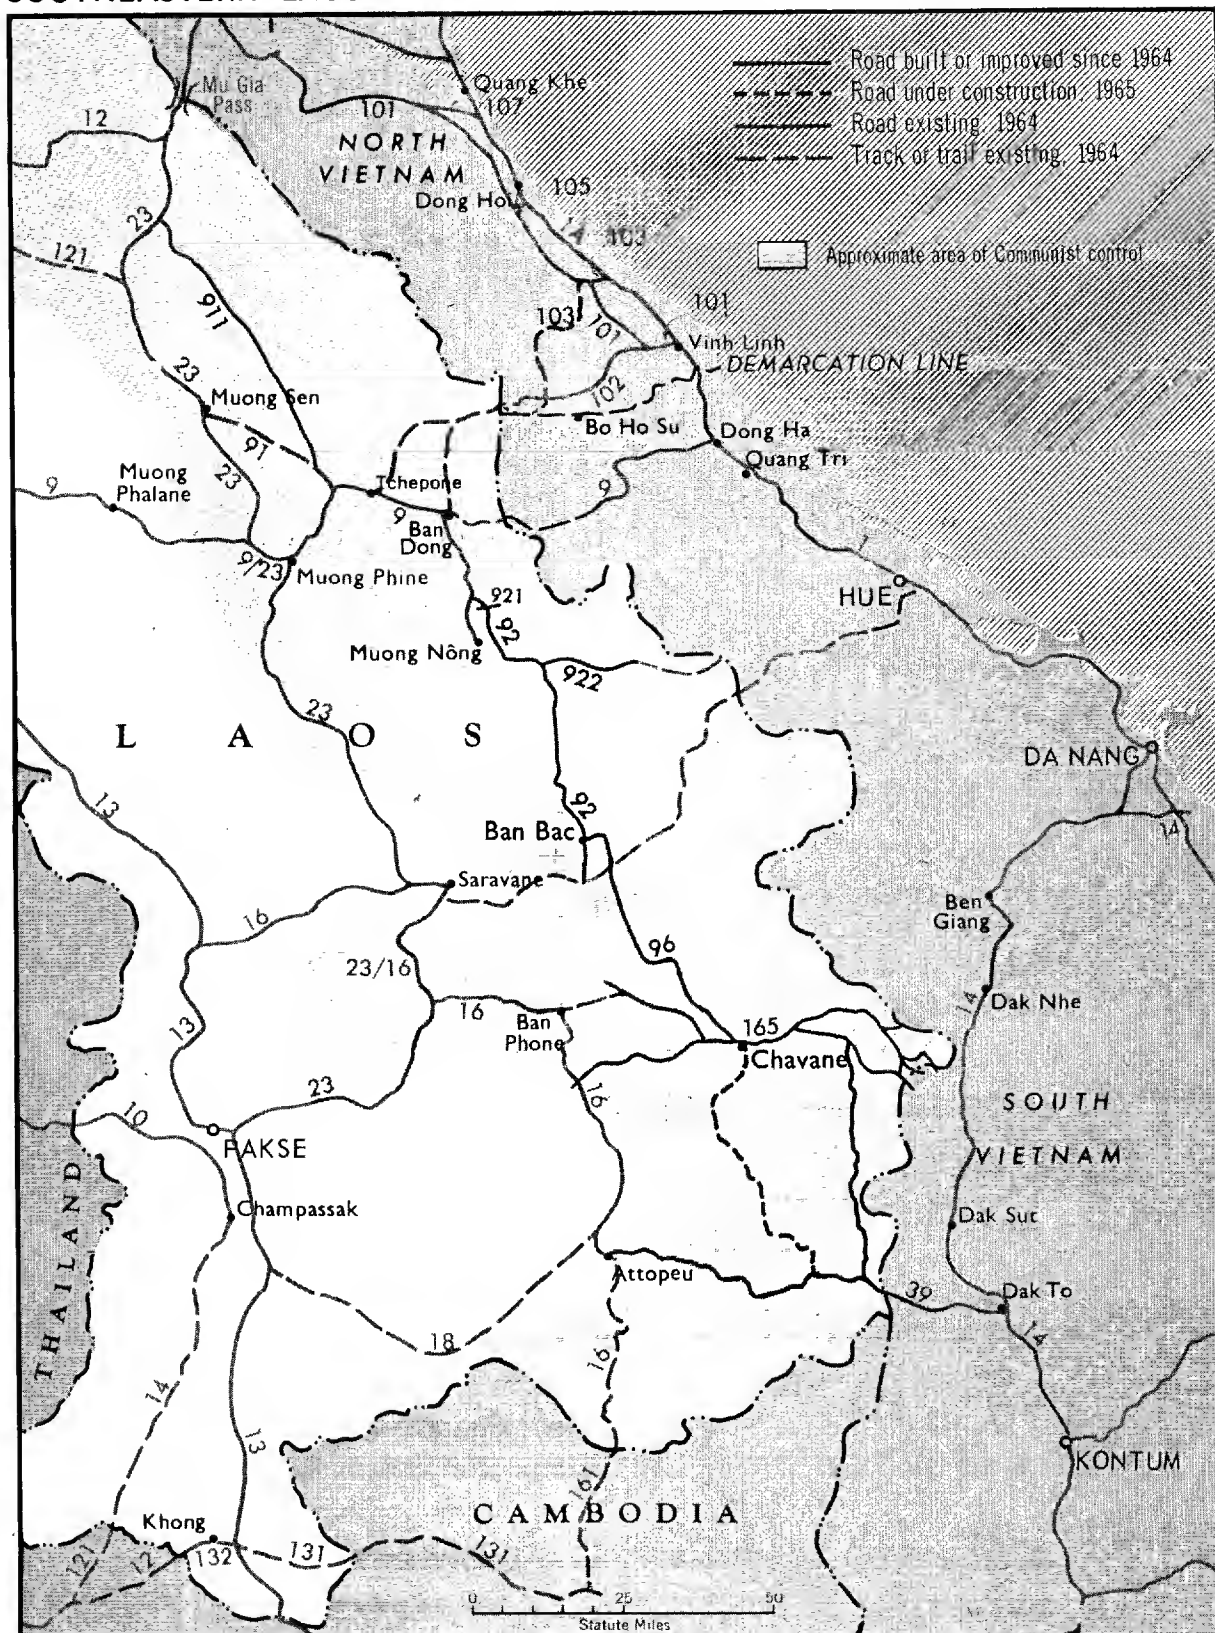 Mu Gia
Pass
Quang Khe
107
101
12
NORTH
VIETNAM
105
Dong Hoi
103
Road built or improved since 1964
Road under construction, 1965
Road existing, 1964
Track or trail existing, 1964
Approximate area of Communist control
23
121
911
103
101
101
Vinh Linh
DEMARCATION LINE
102
23
Muong Sen
Bo Ho Su
Dong Ha
Quang Tri
91
23
9
Muong
Phalane
Tchepone
9
9
Ban
Dong
9/23
Muong Phine
1
HUE
921
92
Muong Nông
922
23
LAOS
DA NANG
13
92
Ban Bac
14
Saravane
16
Ben
Giang
96
23/16
Dak Nhe
14
16
Ban
Phone
165
Chavane
13
23
16
10
PAKSE
SOUTH
VIETNAM
THAILAND
Champassak
Dak Sut
Attopeu
39
Dak To
18
16
14
14
13
KONTUM
161
CAMBODIA
Khong
121
12
132
131
131
0 25 50
Statute Miles